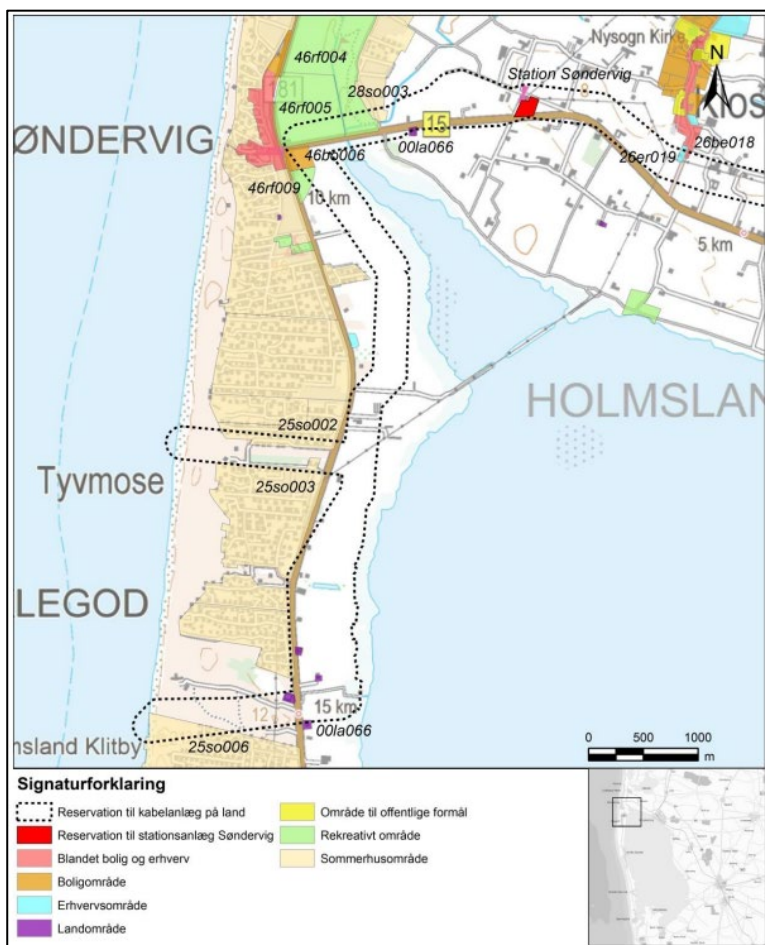 46rf004
Nysogn Kirke
N
Station Søndervig
28so003
181
46rf005
15
ØNDERVIG
46bo006
00la066
26er019
26be018
46rf009
10 km
5 km
HOLMSLAN
25so002
Tyvmose
25so003
LEGOD
15 km
12
00la066
nsland Klitby
25so006
0 500 1000
m
Signaturforklaring
Reservation til kabelanlæg på land
Reservation til stationsanlæg Søndervig
Blandet bolig og erhverv
Boligområde
Erhvervsområde
Landområde
Område til offentlige formål
Rekreativt område
Sommerhusområde